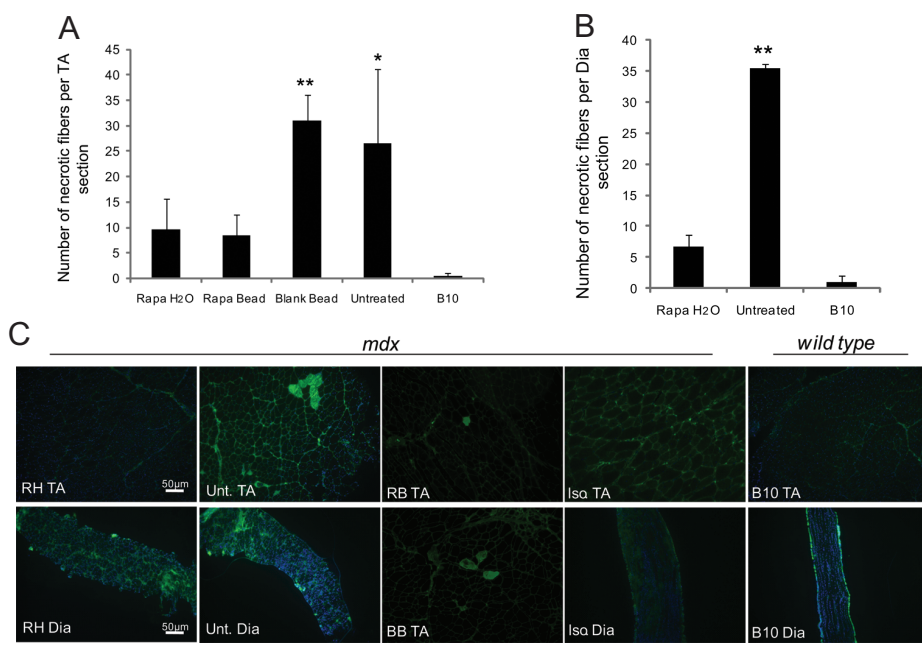 A
Number of necrotic fibers per TA
section
45
40
35
30
25
20
15
10
5
0
**
*
Rapa H2O
Rapa Bead
Blank Bead
Untreated
B10
B
Number of necrotic fibers per Dia
section
40
35
30
25
20
15
10
5
0
**
Rapa H2O
Untreated
B10
C
mdx
wild type
RH TA
50µm
Unt. TA
RB TA
Iso TA
B10 TA
RH Dia
50µm
Unt. Dia
BB TA
Iso Dia
B10 Dia